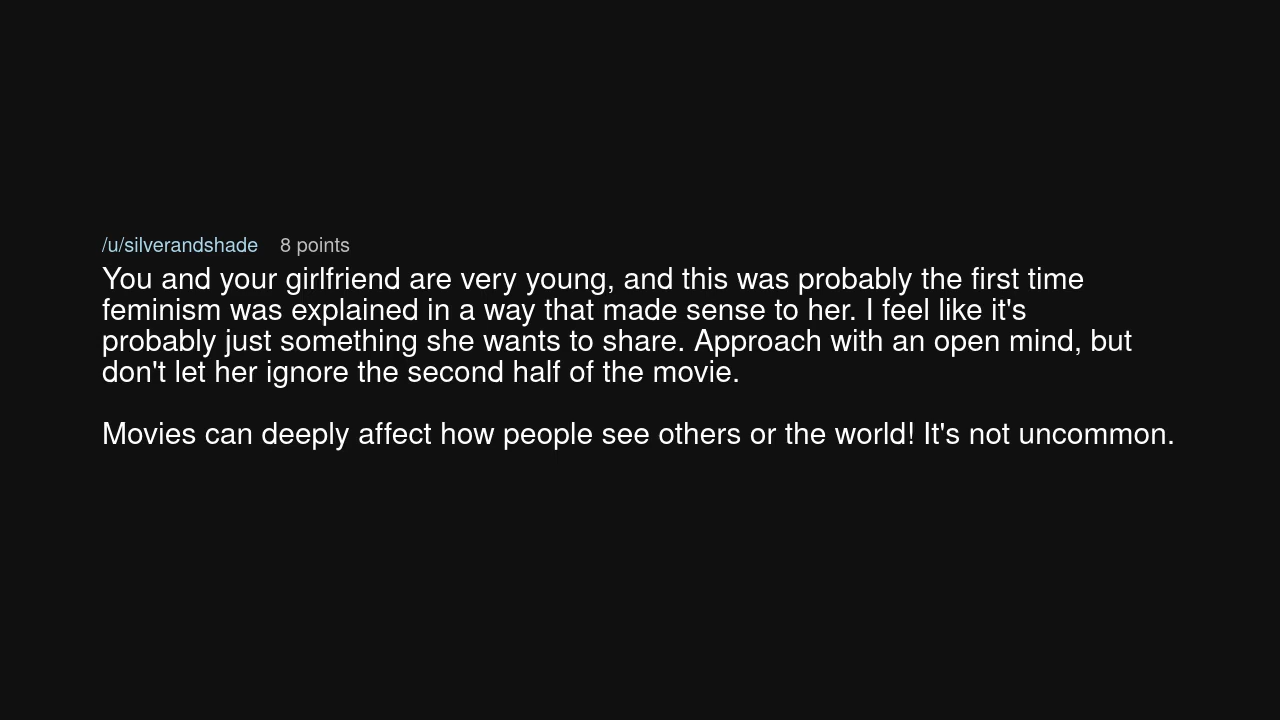 /u/silverandshade 8 points
You and your girlfriend are very young, and this was probably the first time
feminism was explained in a way that made sense to her. I feel like it's
probably just something she wants to share. Approach with an open mind, but
don't let her ignore the second half of the movie.
Movies can deeply affect how people see others or the world! It's not uncommon.